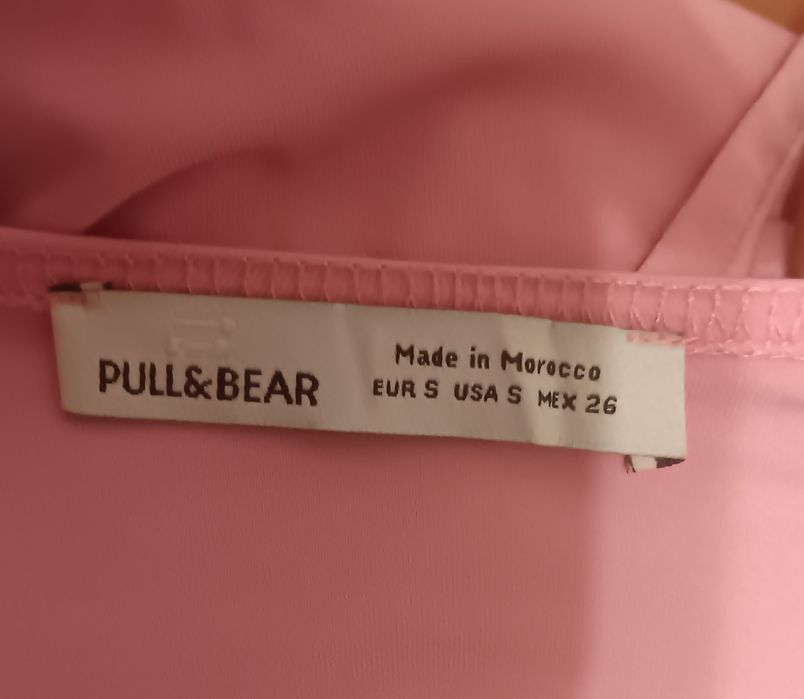 PULL&BEAR
Made in Morocco
EUR S USA S MEX 26